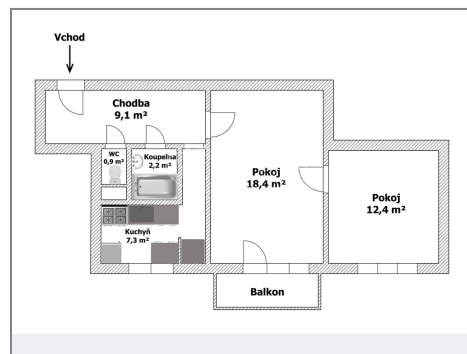 Vchod
Chodba
9,1 m²
WC
0,9 m²
Koupelna
2,2 m²
Pokoj
18,4 m²
Pokoj
12,4 m²
Kuchyň
7,3 m²
Balkon